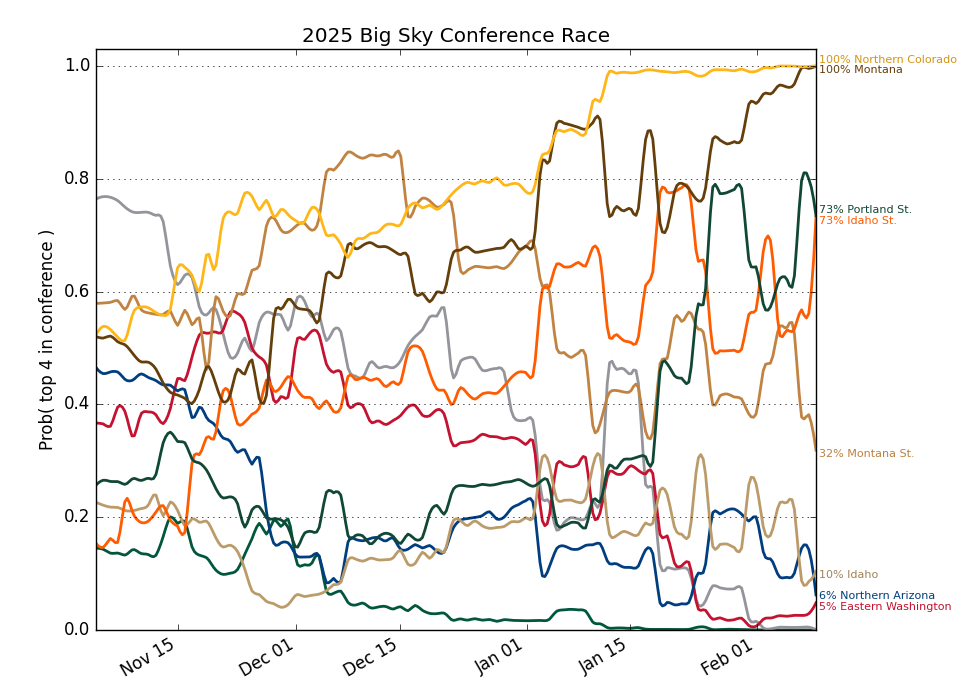 2025 Big Sky Conference Race
Prob( top 4 in conference )
1.0
0.8
0.6
0.4
0.2
0.0
Nov 15
Dec 01
Dec 15
Jan 01
Jan 15
Feb 01
100% Northern Colorado
100% Montana
73% Portland St.
73% Idaho St.
32% Montana St.
10% Idaho
6% Northern Arizona
5% Eastern Washington